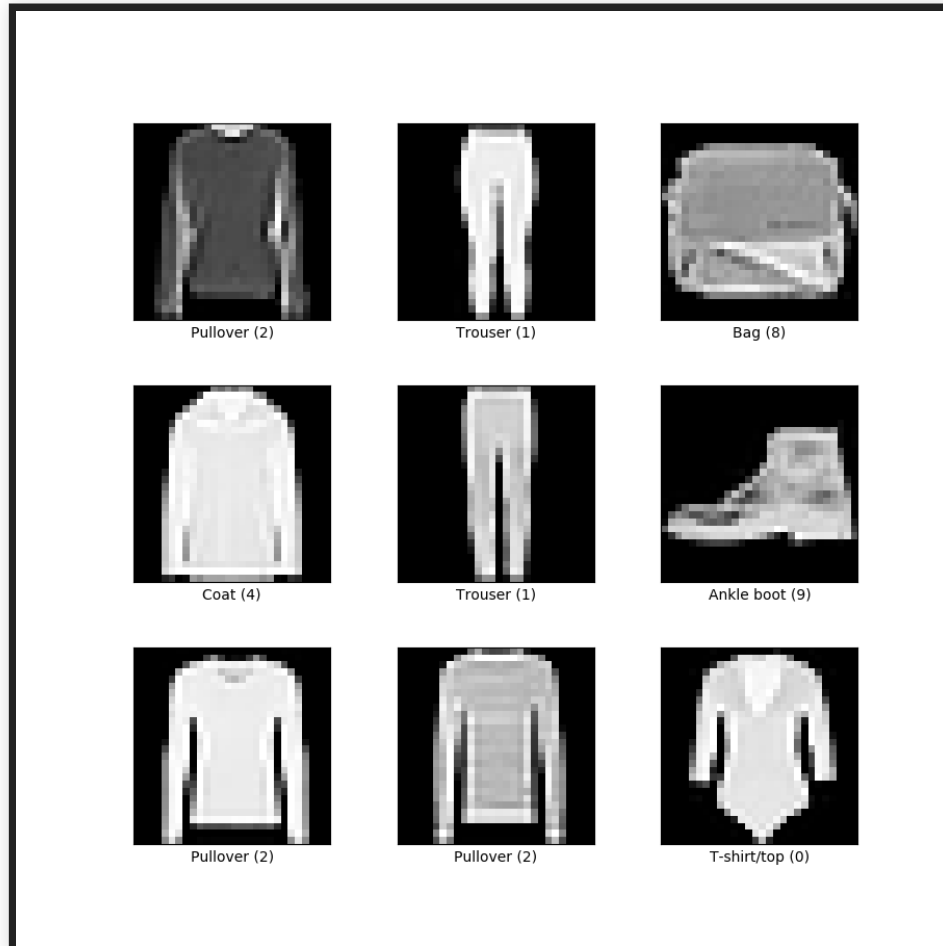 Pullover (2)
Trouser (1)
Bag (8)
Coat (4)
Trouser (1)
Ankle boot (9)
Pullover (2)
Pullover (2)
T-shirt/top (0)